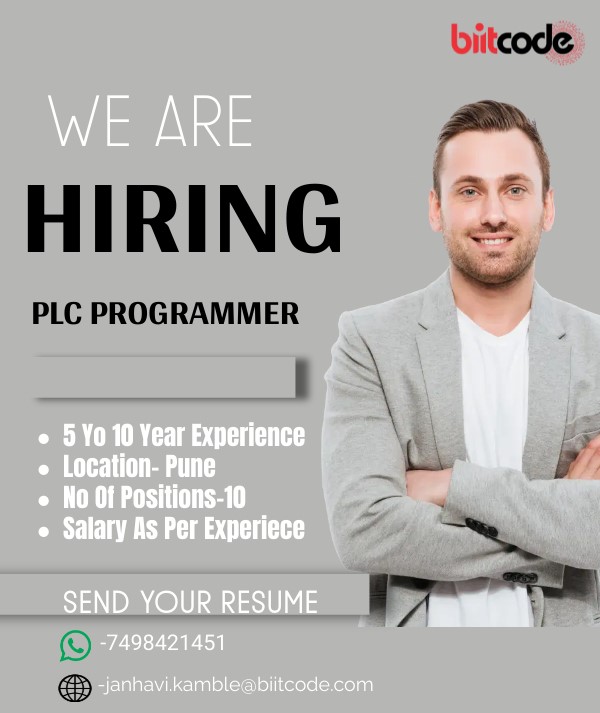 biitcode
WE ARE
HIRING
PLC PROGRAMMER
5 Yo 10 Year Experience
Location- Pune
No Of Positions-10
Salary As Per Experiece
SEND YOUR RESUME
-7498421451
-janhavi.kamble@biitcode.com